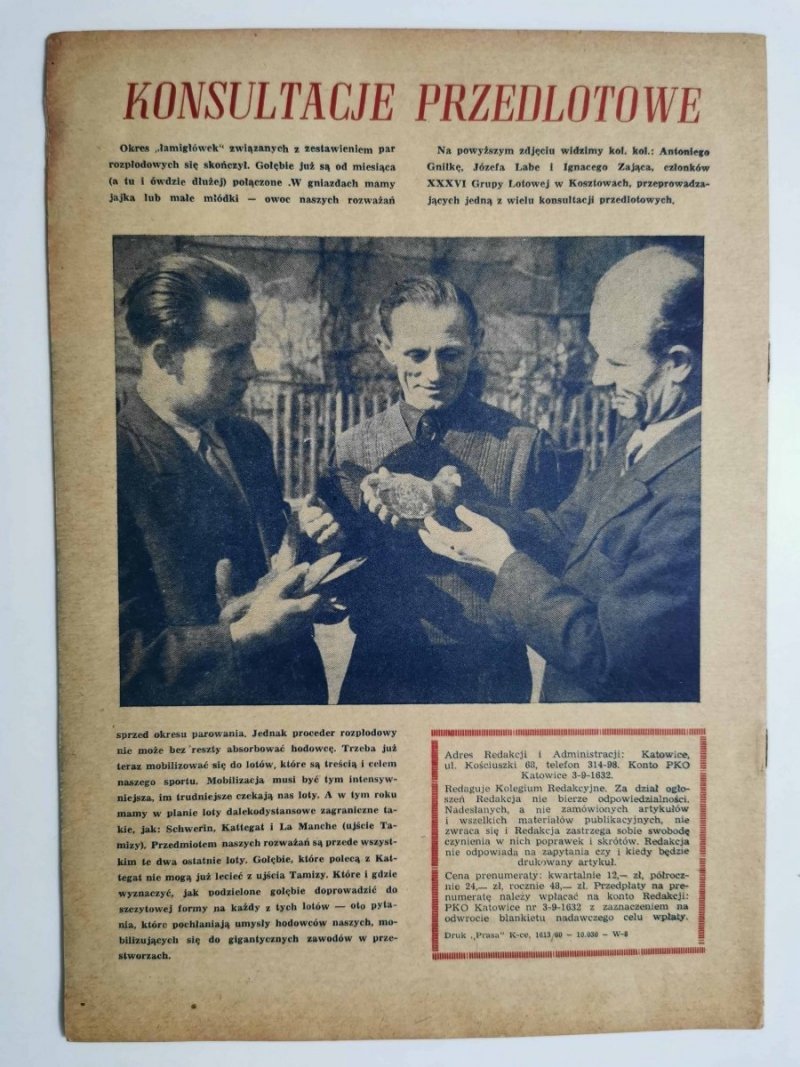 KONSULTACJE PRZEDLOTOWE
Okres „łamigłówek" związanych z zestawieniem par
rozpłodowych się skończył. Gołębie już są od miesiąca
(a tu i ówdzie dłużej) połączone .W gniazdach mamy
jajka lub małe młódki — owoc naszych rozważań
Na powyższym zdjęciu widzimy kol. kol.: Antoniego
Gniłkę, Józefa Labe i Ignacego Zająca, członków
XXXVI Grupy Lotowej w Kosztowach, przeprowadza-
jących jedną z wielu konsultacji przedlotowych.
sprzed okresu parowania. Jednak proceder rozpłodowy
nie może bez reszty absorbować hodowcę. Trzeba już
teraz mobilizować się do lotów, które są treścią i celem
naszego sportu. Mobilizacja musi być tym intensyw-
niejsza, im trudniejsze czekają nas loty. A w tym roku
mamy w planie loty dalekodystansowe zagraniczne ta-
kie, jak: Schwerin, Kattegat i La Manche (ujście Ta-
mizy). Przedmiotem naszych rozważań są przede wszyst-
kim te dwa ostatnie loty. Gołębie, które polecą z Kat-
tegat nie mogą już lecieć z ujścia Tamizy. Które i gdzie
wyznaczyć, jak podzielone gołębie doprowadzić do
szczytowej formy na każdy z tych lotów — oto pyta-
nia, które pochłaniają umysły hodowców naszych, mo-
bilizujących się do gigantycznych zawodów w prze-
stworzach.
Adres Redakcji i Administracji: Katowice,
ul. Kościuszki 63, telefon 314-98. Konto PKO
Katowice 3-9-1632.
Redaguje Kolegium Redakcyjne. Za dział ogło-
szeń Redakcja nie bierze odpowiedzialności.
Nadesłanych, a nie zamówionych artykułów
i wszelkich materiałów publikacyjnych, nie
zwraca się i Redakcja zastrzega sobie swobodę
czynienia w nich poprawek i skrótów. Redakcja
nie odpowiada na zapytania czy i kiedy będzie
drukowany artykuł.
Cena prenumeraty: kwartalnie 12,— zł, półrocz-
nie 24,— zł, rocznie 48,— zł. Przedpłaty na pre-
numeratę należy wpłacać na konto Redakcji:
PKO Katowice nr 3-9-1632 z zaznaczeniem na
odwrocie blankietu nadawczego celu wpłaty.
Druk „Prasa" K-ce, 1613/60 — 10.030 — W-8